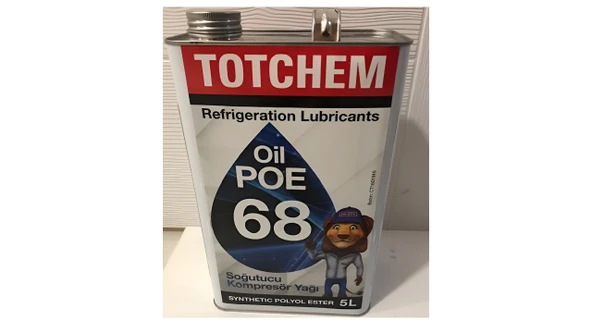 TOTCHEM
Refrigeration Lubricants
Oil
POE
68
Soğutucu
Kompresör Yağı
SYNTHETIC POLYOL ESTER 5L